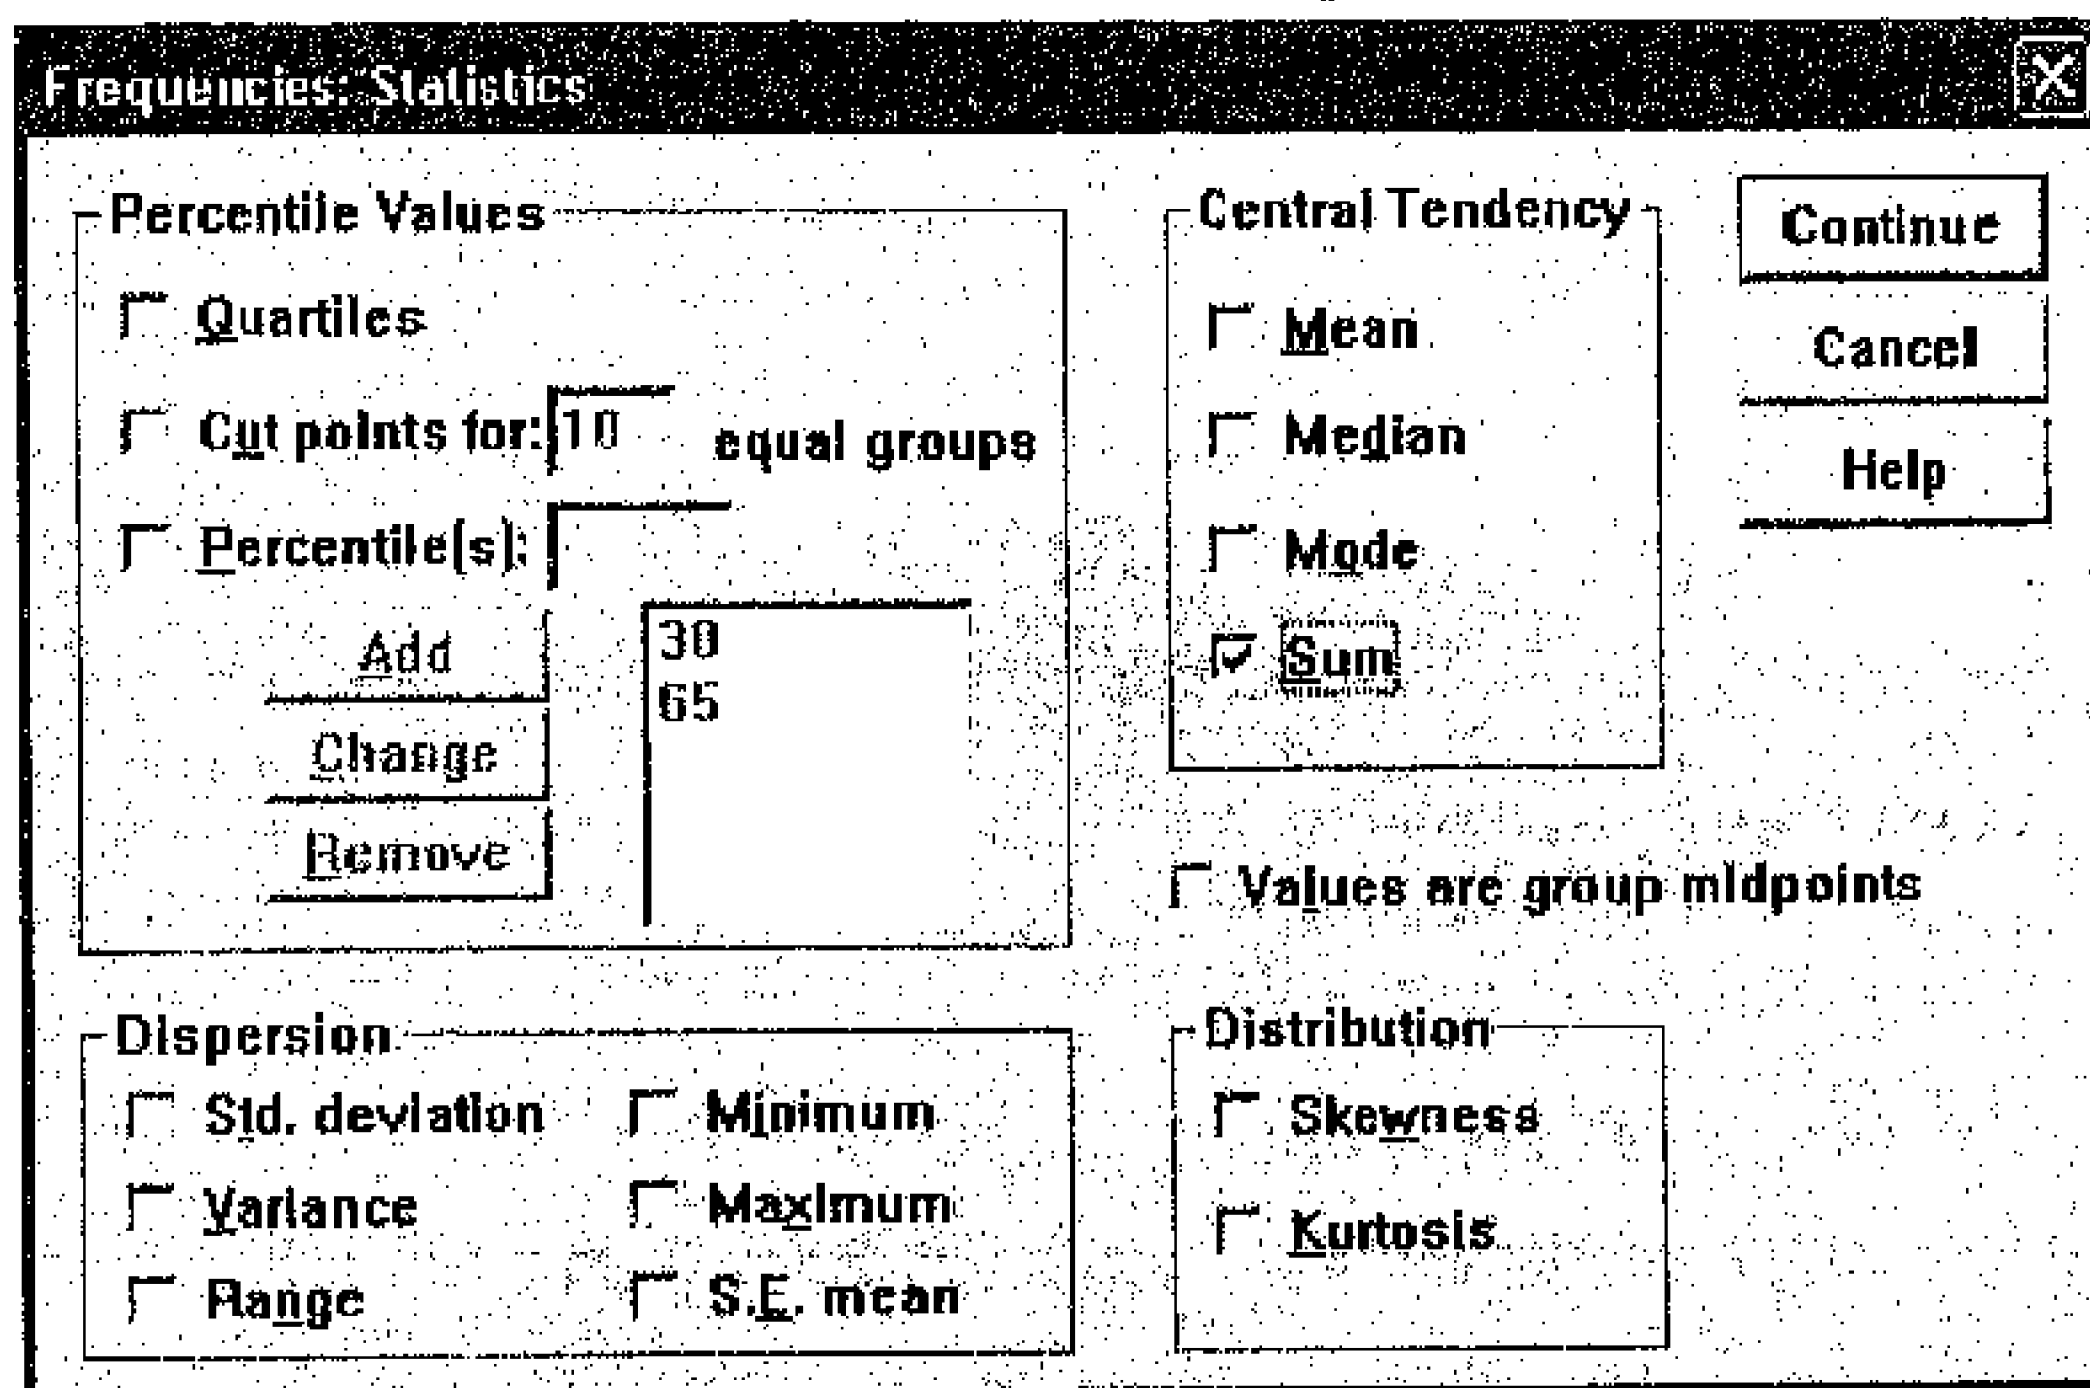 Frequencies: Statistics
Percentile Values
Quartiles
Cut points for: 10 equal groups
Percentile(s):
Add
Change
Remove
30
65
Central Tendency
Mean
Median
Mode
Sum
Continue
Cancel
Help
Values are group midpoints
Dispersion
Std. deviation
Minimum
Variance
Maximum
Range
S.E. mean
Distribution
Skewness
Kurtosis